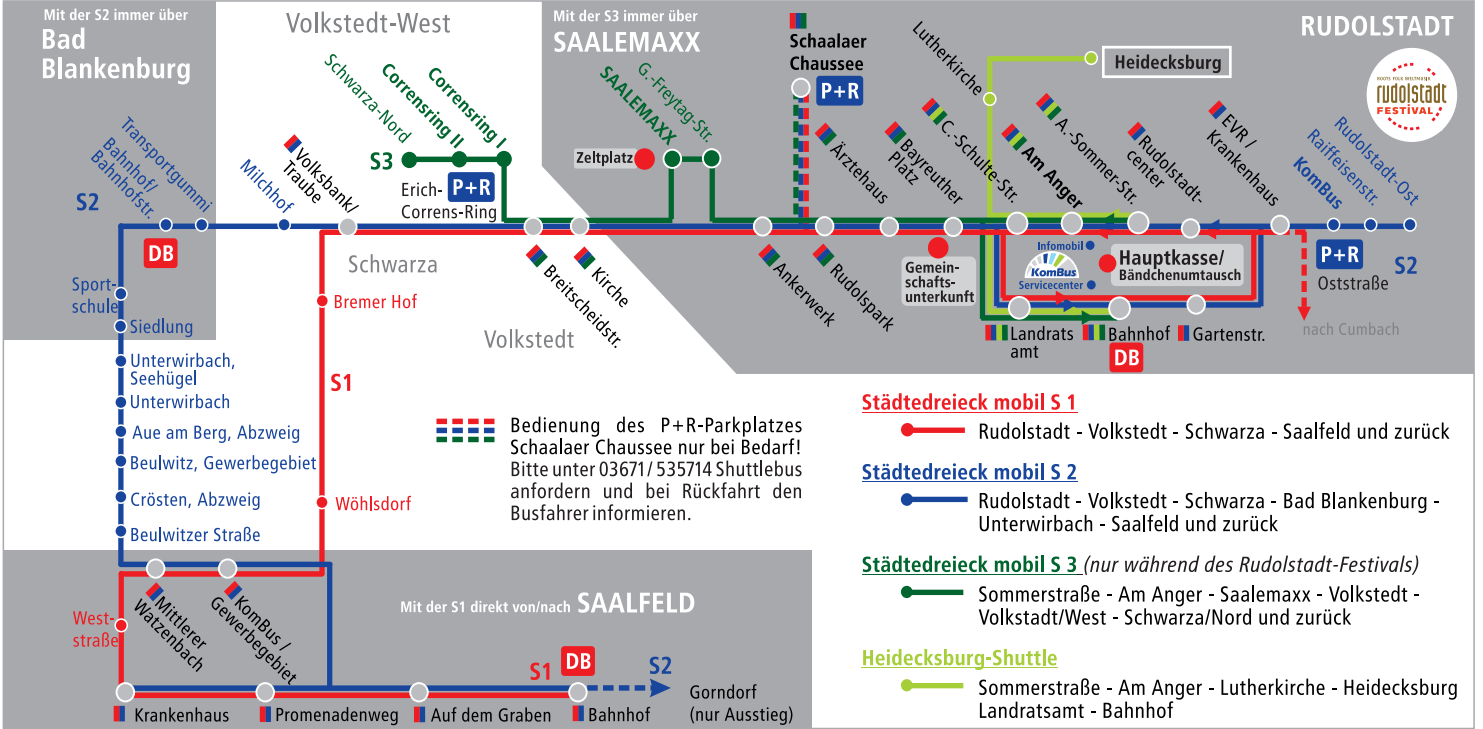 Mit der S2 immer über
Bad
Blankenburg
Volkstedt-West
Mit der S3 immer über
SAALEMAXX
RUDOLSTADT
ROOTS FOLK WELTMUSIK
rudolstadt
FESTIVAL
Schaalaer
Chaussee
P+R
Lutherkirche
Heidecksburg
Schwarza-Nord
Corrensring II
Corrensring I
S3
Erich-
Correns-Ring
P+R
SAALEMAXX
G.-Freytag-Str.
Zeltplatz
Ärztehaus
Bayreuther
Platz
C.-Schulte-Str.
Am Anger
A.-Sommer-Str.
Rudolstadt-
center
EVR/
Krankenhaus
KomBus
Raiffeisenstr.
Rudolstadt-Ost
S2
P+R
Oststraße
nach Cumbach
S2
Bahnhof/
Bahnhofstr.
Transportgummi
DB
Milchhof
Volksbank/
Traube
Schwarza
Breitscheidstr.
Kirche
Volkstedt
Ankerwerk
Rudolspark
Gemein-
schafts-
unterkunft
Infomobil
KomBus
Servicecenter
Hauptkasse/
Bändchenumtausch
Landrats
amt
Bahnhof
DB
Gartenstr.
Sport-
schule
Siedlung
Unterwirbach,
Seehügel
Unterwirbach
Aue am Berg, Abzweig
Beulwitz, Gewerbegebiet
Crösten, Abzweig
Beulwitzer Straße
Bremer Hof
S1
Wöhlsdorf
Bedienung des P+R-Parkplatzes
Schaalaer Chaussee nur bei Bedarf!
Bitte unter 03671/535714 Shuttlebus
anfordern und bei Rückfahrt den
Busfahrer informieren.
Mittlerer
Watzenbach
KomBus /
Gewerbegebiet
West-
straße
Mit der S1 direkt von/nach SAALFELD
S1
DB
S2
Krankenhaus
Promenadenweg
Auf dem Graben
Bahnhof
Gorndorf
(nur Ausstieg)
Städtedreieck mobil S 1
Rudolstadt - Volkstedt - Schwarza - Saalfeld und zurück
Städtedreieck mobil S 2
Rudolstadt - Volkstedt - Schwarza - Bad Blankenburg -
Unterwirbach - Saalfeld und zurück
Städtedreieck mobil S 3 (nur während des Rudolstadt-Festivals)
Sommerstraße - Am Anger - Saalemaxx - Volkstedt -
Volkstadt/West - Schwarza/Nord und zurück
Heidecksburg-Shuttle
Sommerstraße - Am Anger - Lutherkirche - Heidecksburg
Landratsamt - Bahnhof